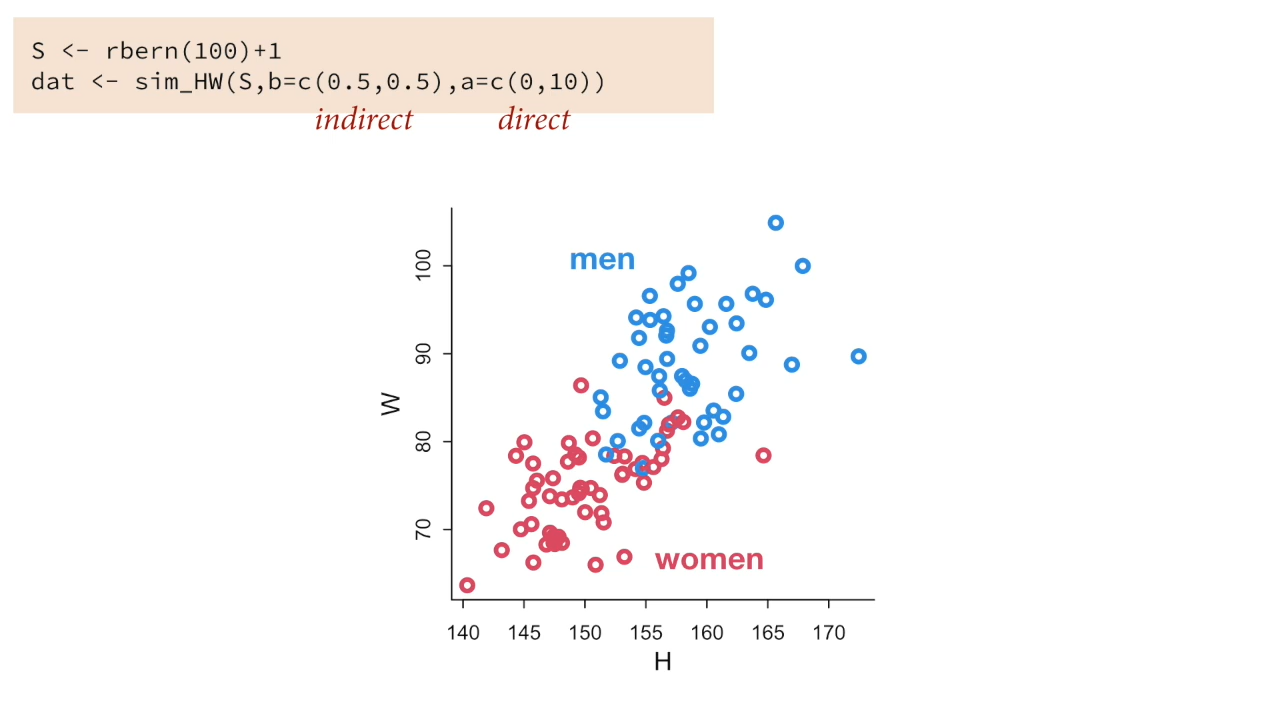 S <- rbern(100)+1
dat <- sim_HW(S,b=c(0.5,0.5),a=c(0,10))
indirect direct
men
women
100
90
80
70
W
140 145 150 155 160 165 170
H